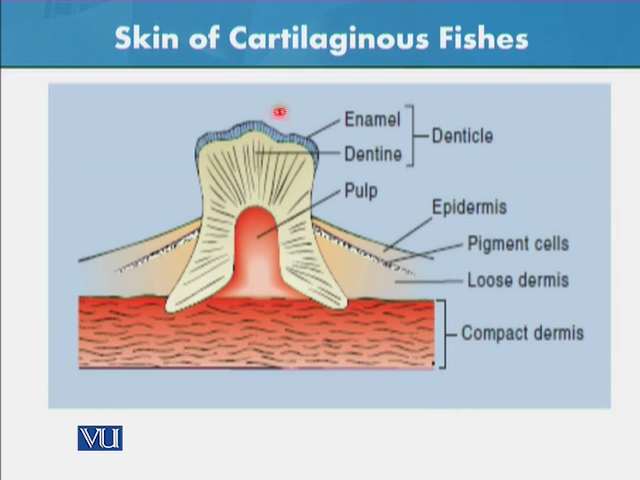 Skin of Cartilaginous Fishes
Enamel
Denticle
Dentine
Pulp
Epidermis
Pigment cells
Loose dermis
Compact dermis
VU